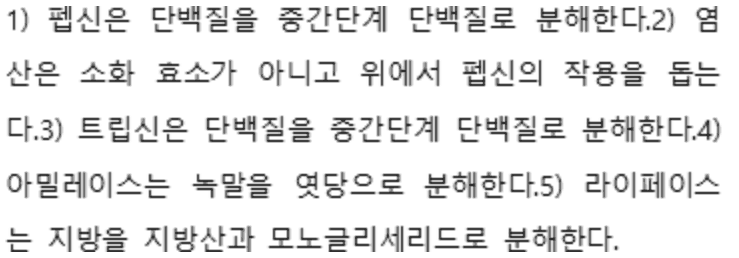 1) 펩신은 단백질을 중간단계 단백질로 분해한다.2) 염
산은 소화 효소가 아니고 위에서 펩신의 작용을 돕는
다.3) 트립신은 단백질을 중간단계 단백질로 분해한다.4)
아밀레이스는 녹말을 엿당으로 분해한다.5) 라이페이스
는 지방을 지방산과 모노글리세리드로 분해한다.